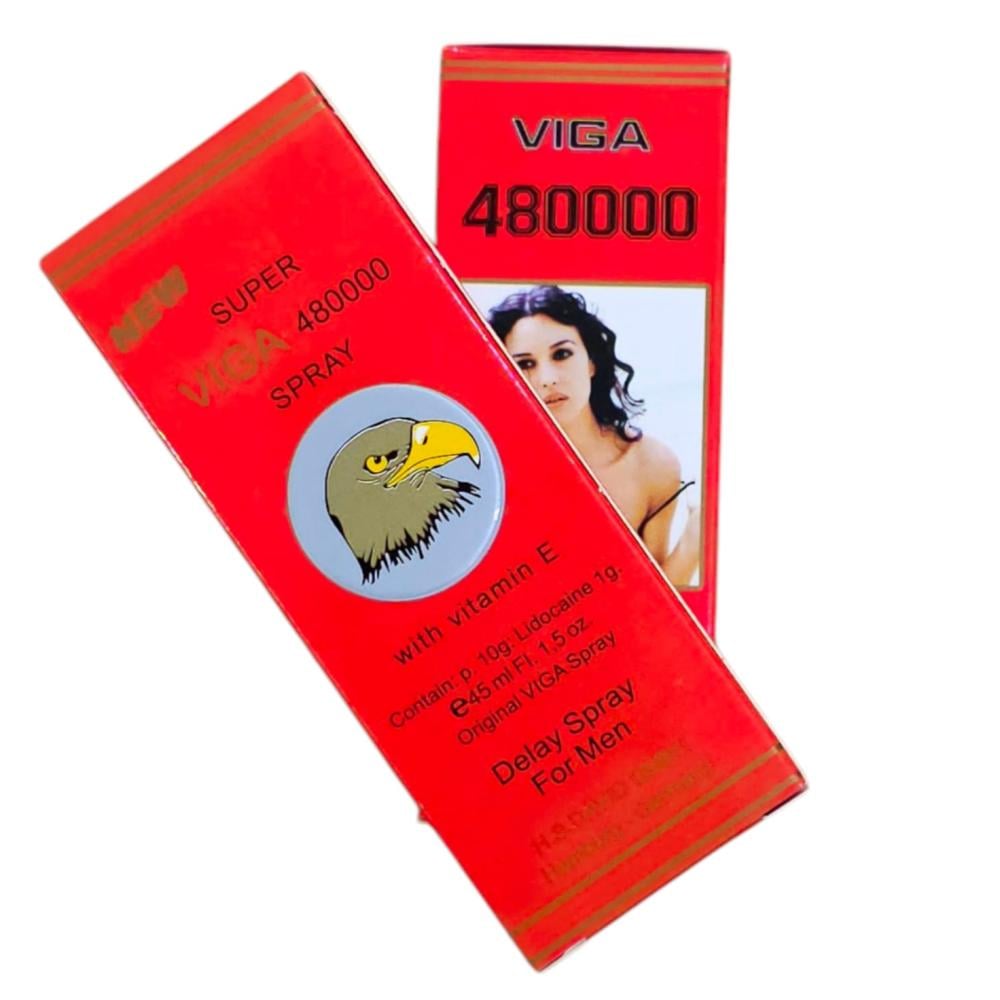 NEW
SUPER
VIGA 480000
SPRAY
with vitamin E
Contain: p. 10g: Lidocaine 1g.
e45 ml Fl. 1,5 oz.
Original VIGA Spray
Delay Spray
For Men
VIGA
480000